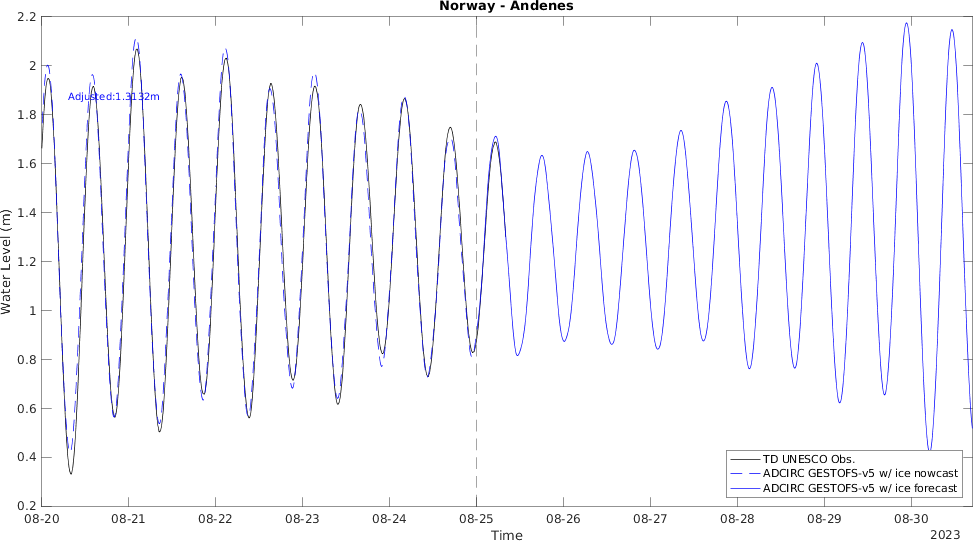 Norway - Andenes
2.2
2
1.8
1.6
1.4
1.2
1
0.8
0.6
0.4
0.2
Water Level (m)
Adjusted:1.3132m
TD UNESCO Obs.
ADCIRC GESTOFS-v5 w/ ice nowcast
ADCIRC GESTOFS-v5 w/ ice forecast
08-20 08-21 08-22 08-23 08-24 08-25 08-26 08-27 08-28 08-29 08-30
Time
2023